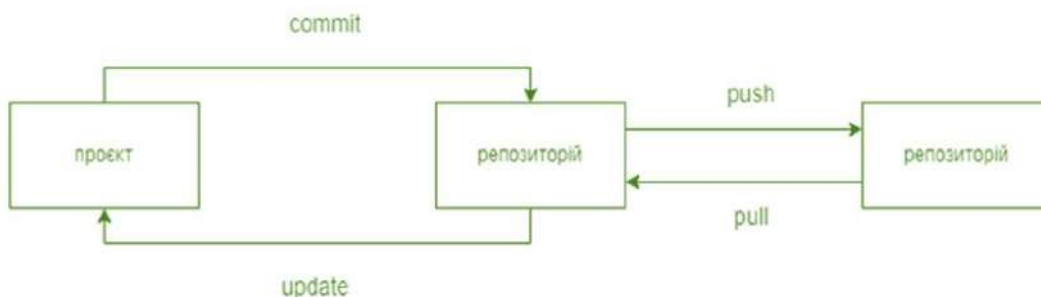 commit
push
проєкт
репозиторій
репозиторій
pull
update